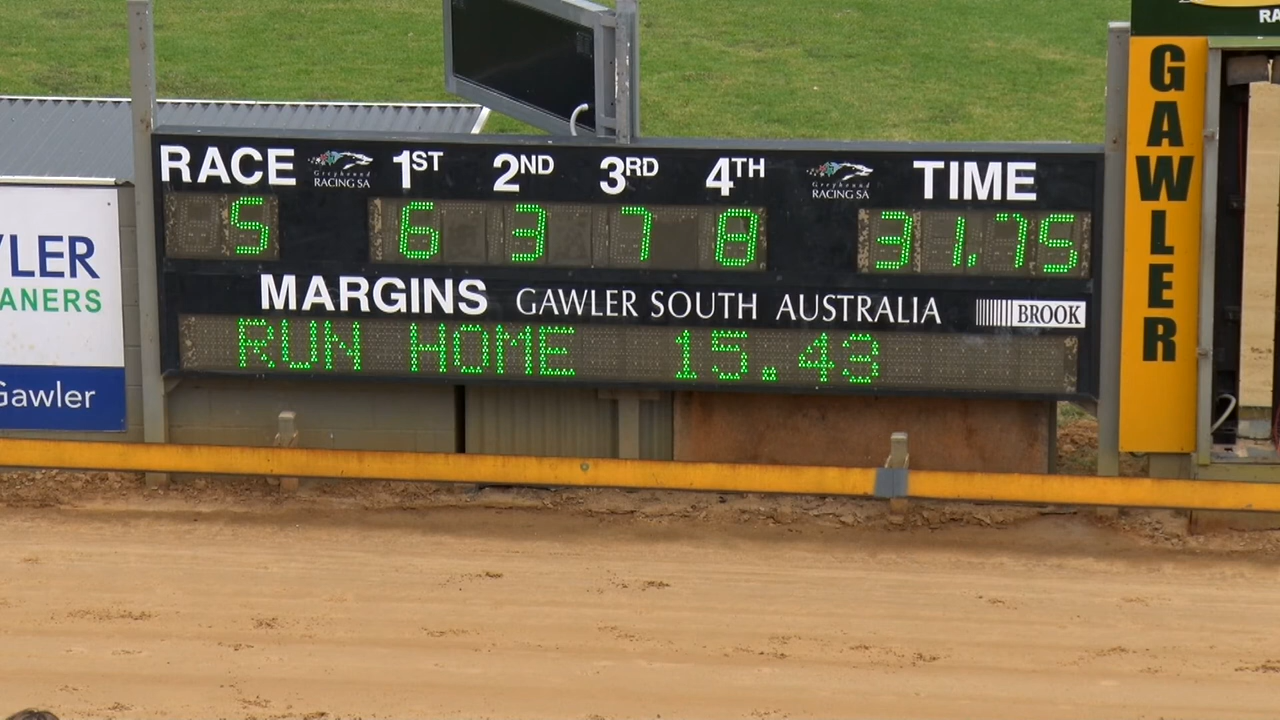 RACE 1ST 2ND 3RD 4TH TIME
Greyhound RACING SA
Greyhound RACING SA
5 6 3 7 8 31.75
MARGINS GAWLER SOUTH AUSTRALIA BROOK
RUN HOME 15.43
GAWLER
LER
ANERS
Gawler
RA